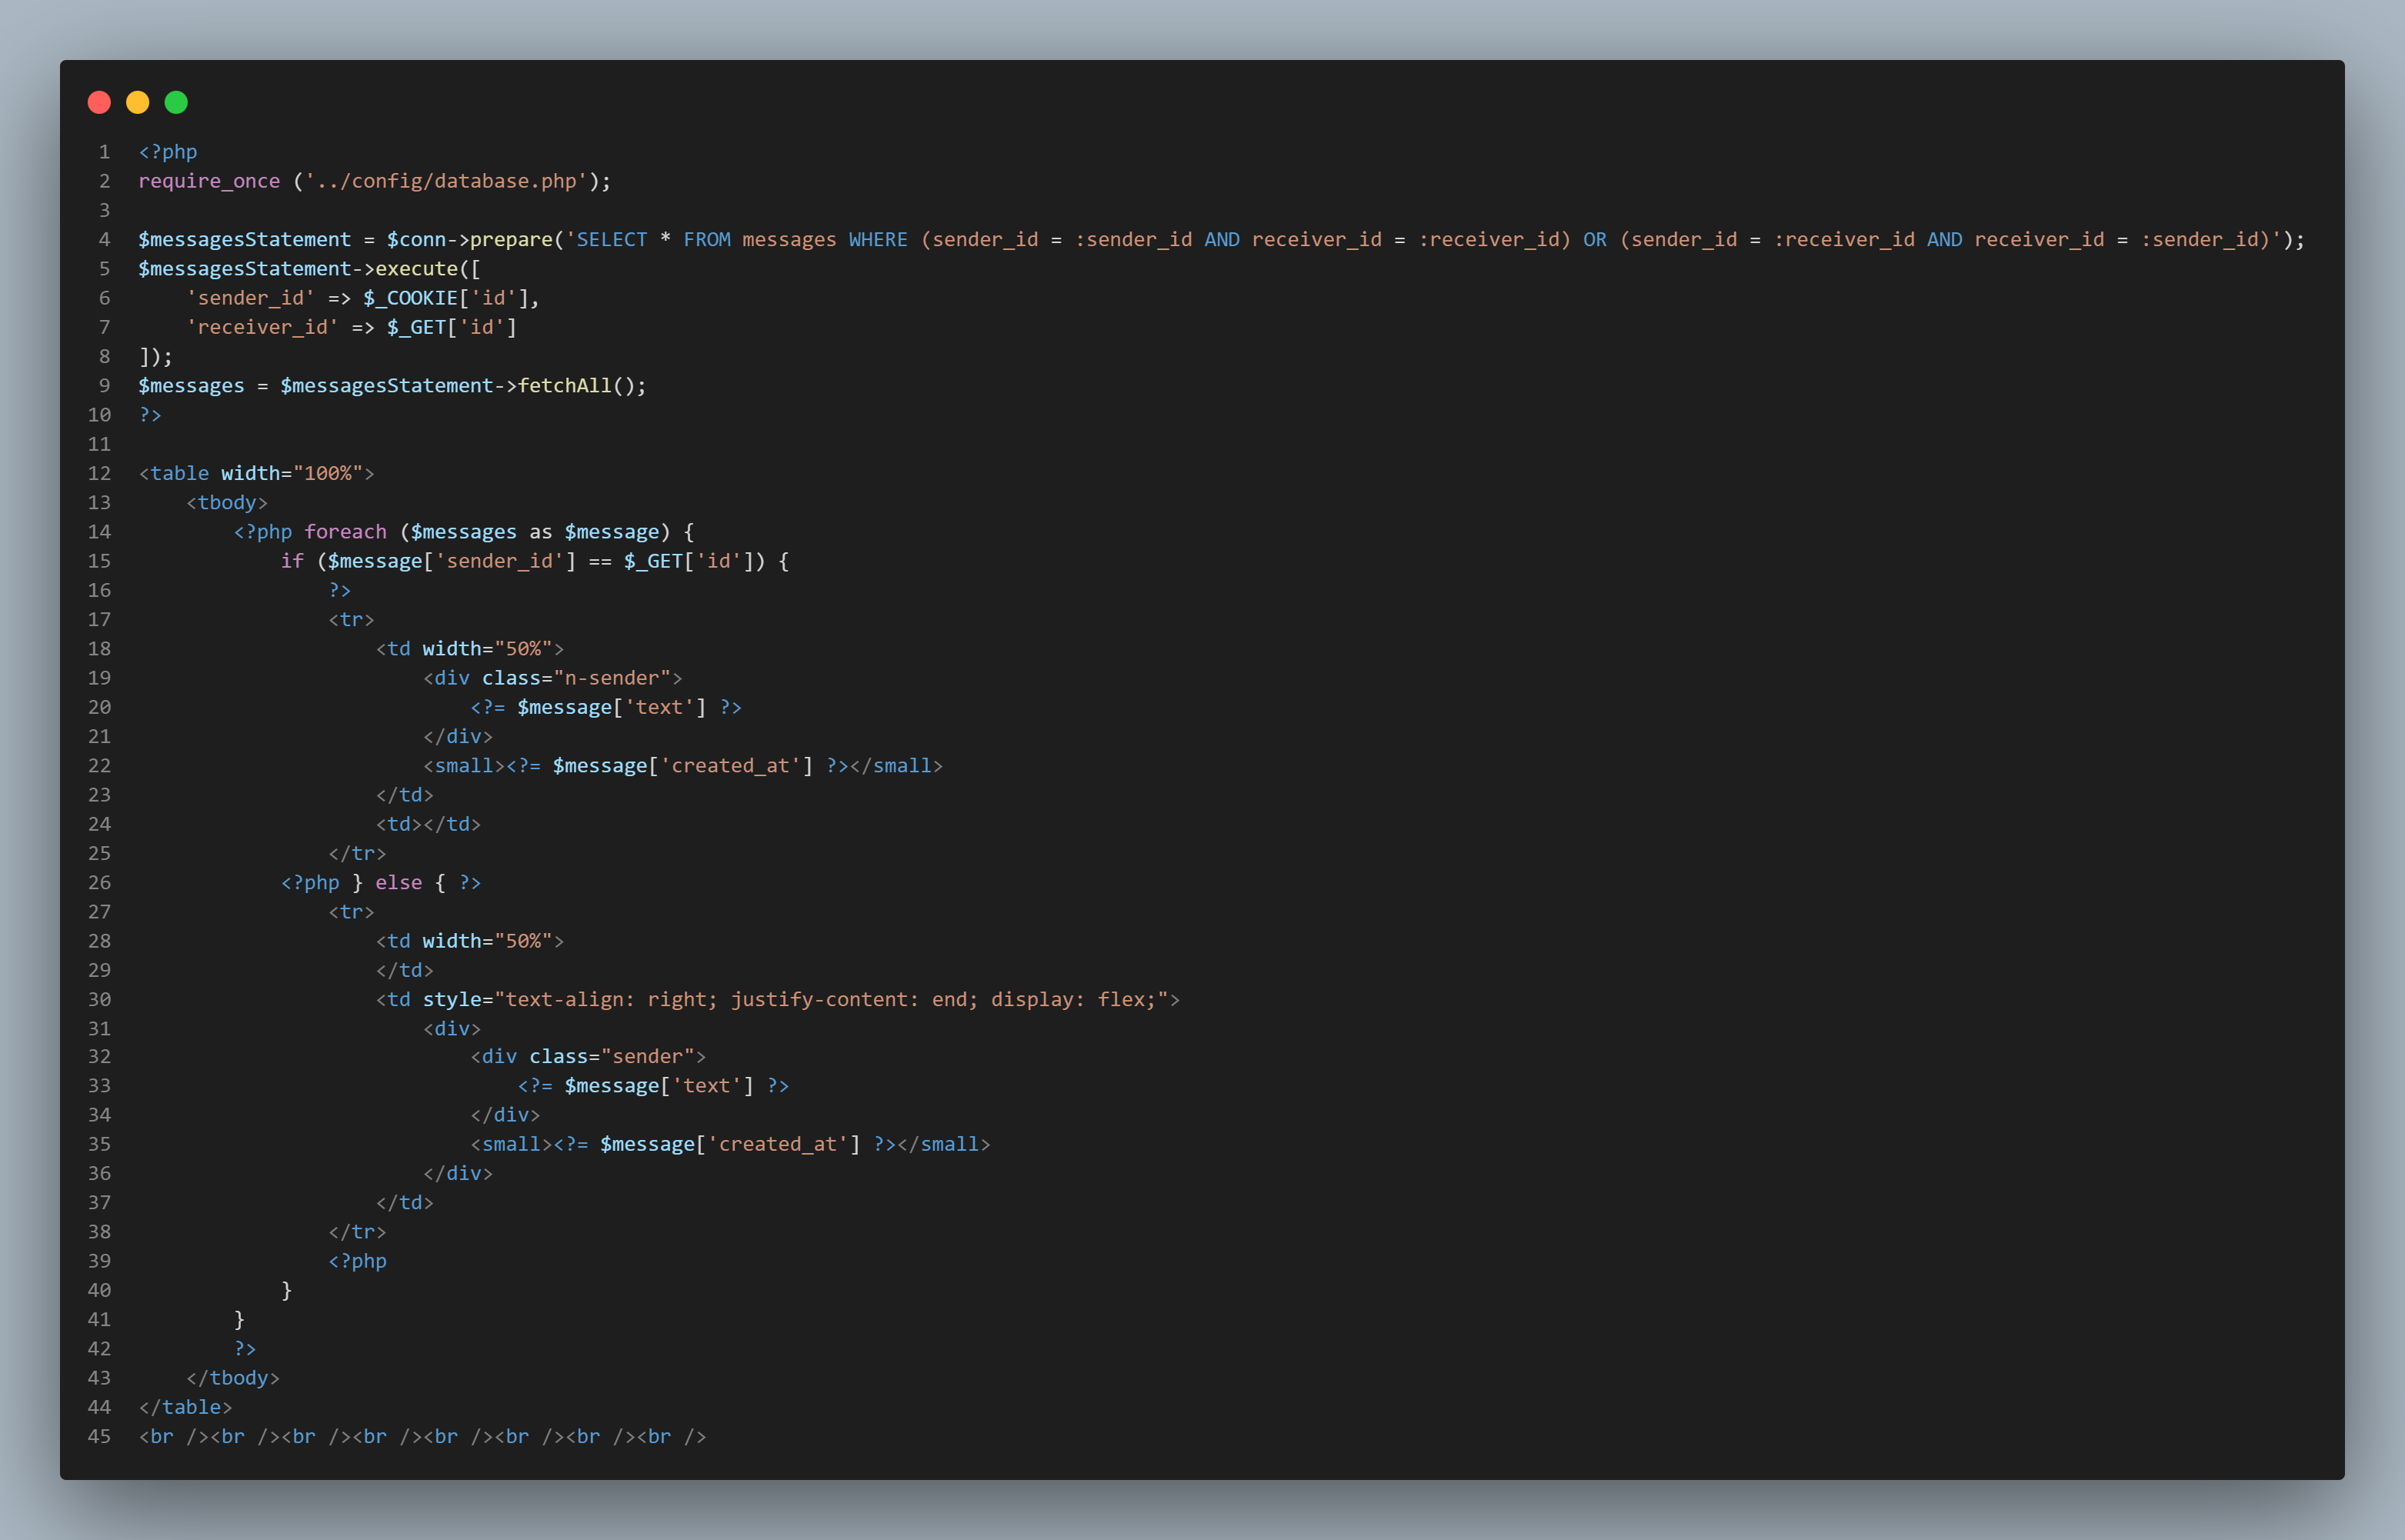 1 <?php
2 require_once ('../config/database.php');
3
4 $messagesStatement = $conn->prepare('SELECT * FROM messages WHERE (sender_id = :sender_id AND receiver_id = :receiver_id) OR (sender_id = :receiver_id AND receiver_id = :sender_id)');
5 $messagesStatement->execute([
6     'sender_id' => $_COOKIE['id'],
7     'receiver_id' => $_GET['id']
8 ]);
9 $messages = $messagesStatement->fetchAll();
10 ?>
11
12 <table width="100%">
13     <tbody>
14         <?php foreach ($messages as $message) {
15             if ($message['sender_id'] == $_GET['id']) {
16                 ?>
17                 <tr>
18                     <td width="50%">
19                         <div class="n-sender">
20                             <?= $message['text'] ?>
21                         </div>
22                         <small><?= $message['created_at'] ?></small>
23                     </td>
24                     <td></td>
25                 </tr>
26             <?php } else { ?>
27                 <tr>
28                     <td width="50%">
29                     </td>
30                     <td style="text-align: right; justify-content: end; display: flex;">
31                         <div>
32                             <div class="sender">
33                                 <?= $message['text'] ?>
34                             </div>
35                             <small><?= $message['created_at'] ?></small>
36                         </div>
37                     </td>
38                 </tr>
39                 <?php
40             }
41         }
42         ?>
43     </tbody>
44 </table>
45 <br /><br /><br /><br /><br /><br /><br /><br />